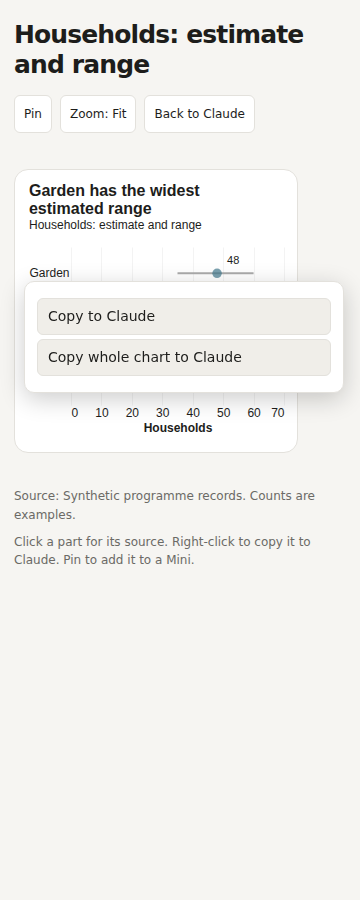 Households: estimate
and range
Pin
Zoom: Fit
Back to Claude
Garden has the widest
estimated range
Households: estimate and range
48
Garden
Copy to Claude
Copy whole chart to Claude
0 10 20 30 40 50 60 70
Households
Source: Synthetic programme records. Counts are
examples.
Click a part for its source. Right-click to copy it to
Claude. Pin to add it to a Mini.